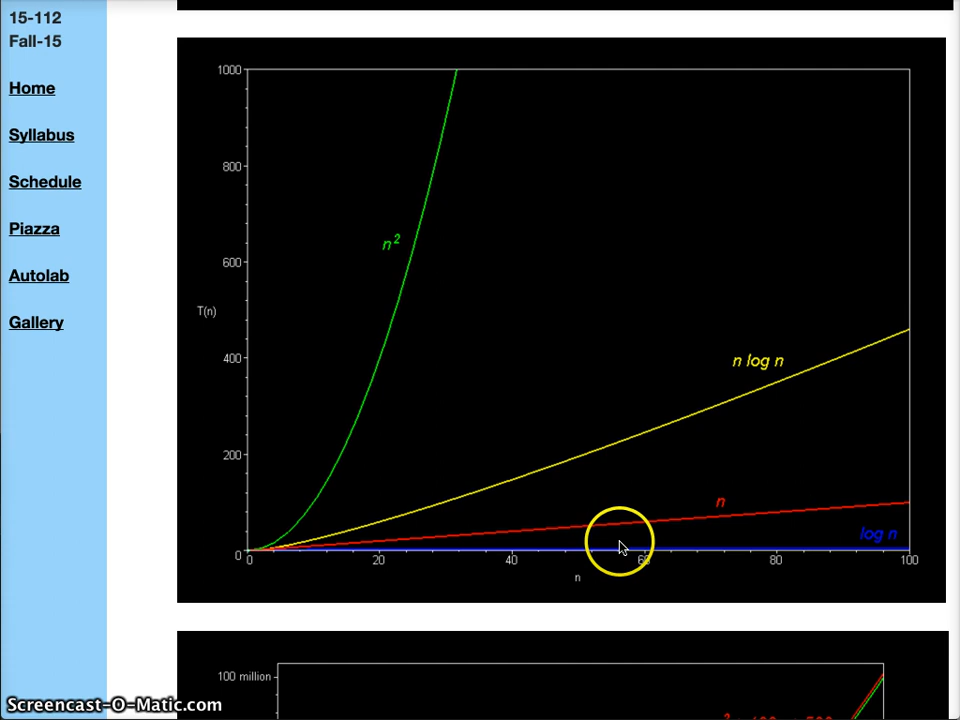 15-112
Fall-15
Home
Syllabus
Schedule
Piazza
Autolab
Gallery
1000
800
600
400
200
0
T(n)
n²
n log n
n
log n
0 20 40 60 80 100
n
100 million
Screencast-O-Matic.com